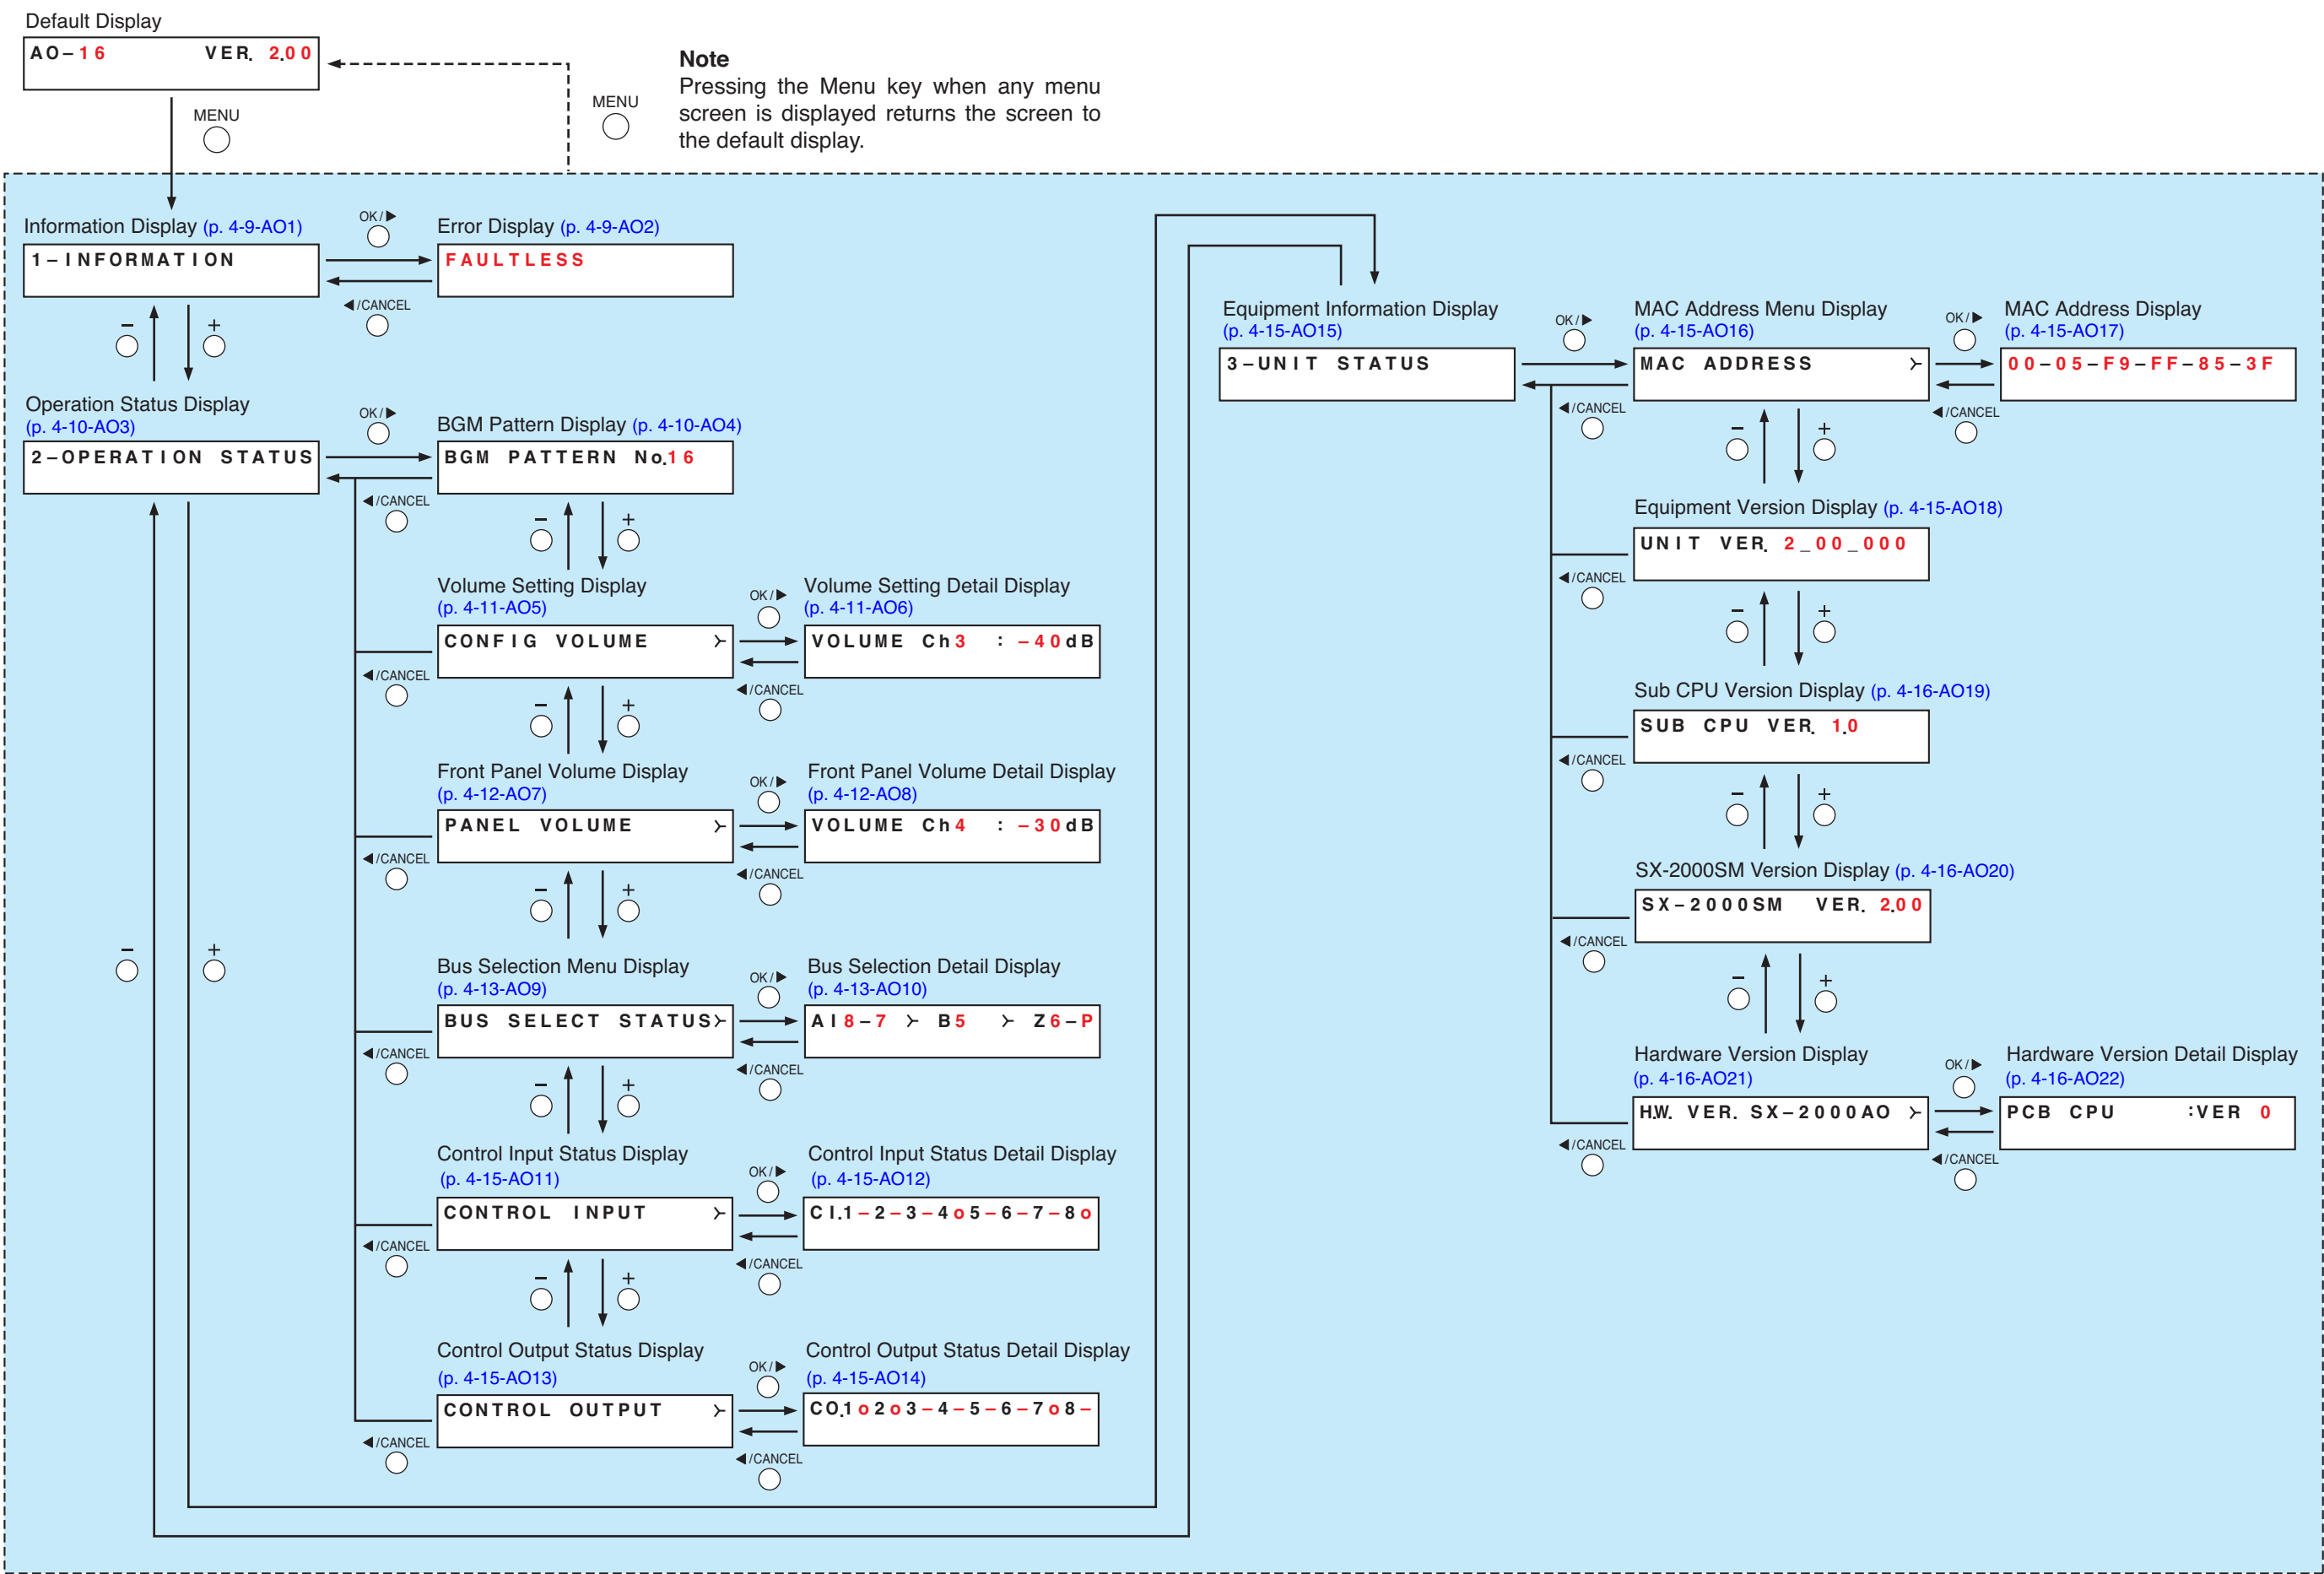 Default Display
AO-16 VER. 2.00
MENU
MENU
Note
Pressing the Menu key when any menu
screen is displayed returns the screen to
the default display.
Information Display (p. 4-9-AO1)
1-INFORMATION
OK/▶
◀/CANCEL
Error Display (p. 4-9-AO2)
FAULTLESS
− +
Operation Status Display
(p. 4-10-AO3)
2-OPERATION STATUS
OK/▶
◀/CANCEL
BGM Pattern Display (p. 4-10-AO4)
BGM PATTERN No.16
− +
Volume Setting Display
(p. 4-11-AO5)
CONFIG VOLUME ≻
◀/CANCEL
OK/▶
◀/CANCEL
Volume Setting Detail Display
(p. 4-11-AO6)
VOLUME Ch3 : -40dB
− +
Front Panel Volume Display
(p. 4-12-AO7)
PANEL VOLUME ≻
◀/CANCEL
OK/▶
◀/CANCEL
Front Panel Volume Detail Display
(p. 4-12-AO8)
VOLUME Ch4 : -30dB
− +
− +
Bus Selection Menu Display
(p. 4-13-AO9)
BUS SELECT STATUS≻
◀/CANCEL
OK/▶
◀/CANCEL
Bus Selection Detail Display
(p. 4-13-AO10)
AI8-7 ≻ B5 ≻ Z6-P
− +
Control Input Status Display
(p. 4-15-AO11)
CONTROL INPUT ≻
◀/CANCEL
OK/▶
◀/CANCEL
Control Input Status Detail Display
(p. 4-15-AO12)
CI.1-2-3-4o5-6-7-8o
− +
Control Output Status Display
(p. 4-15-AO13)
CONTROL OUTPUT ≻
◀/CANCEL
OK/▶
◀/CANCEL
Control Output Status Detail Display
(p. 4-15-AO14)
CO.1o2o3-4-5-6-7o8-
Equipment Information Display
(p. 4-15-AO15)
3-UNIT STATUS
OK/▶
◀/CANCEL
MAC Address Menu Display
(p. 4-15-AO16)
MAC ADDRESS ≻
OK/▶
◀/CANCEL
MAC Address Display
(p. 4-15-AO17)
00-05-F9-FF-85-3F
− +
Equipment Version Display (p. 4-15-AO18)
UNIT VER. 2_00_000
◀/CANCEL
− +
Sub CPU Version Display (p. 4-16-AO19)
SUB CPU VER. 1.0
◀/CANCEL
− +
SX-2000SM Version Display (p. 4-16-AO20)
SX-2000SM VER. 2.00
◀/CANCEL
− +
Hardware Version Display
(p. 4-16-AO21)
H.W. VER. SX-2000AO ≻
◀/CANCEL
OK/▶
◀/CANCEL
Hardware Version Detail Display
(p. 4-16-AO22)
PCB CPU :VER 0